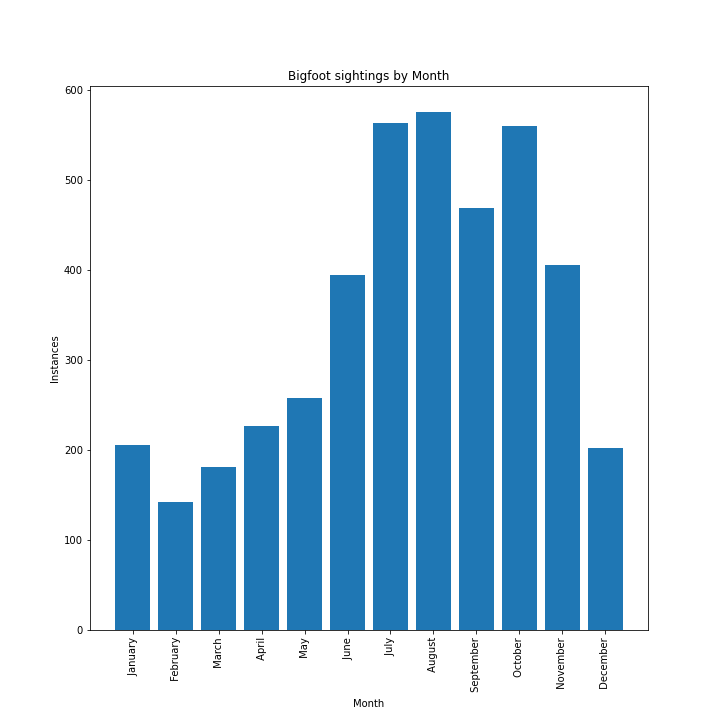 Bigfoot sightings by Month
600
500
400
300
200
100
0
Instances
January
February
March
April
May
June
July
August
September
October
November
December
Month